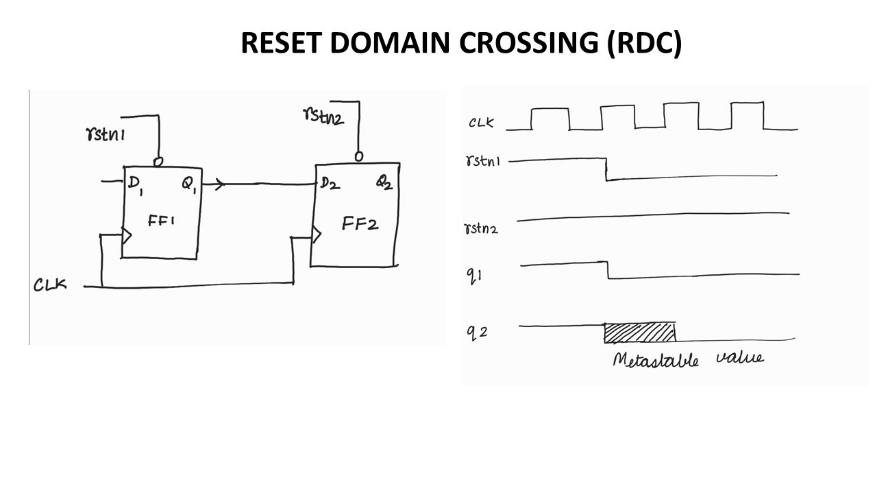 RESET DOMAIN CROSSING (RDC)
rstn1
rstn2
D1 Q1
FF1
D2 Q2
FF2
CLK
CLK
rstn1
rstn2
q1
q2
Metastable value